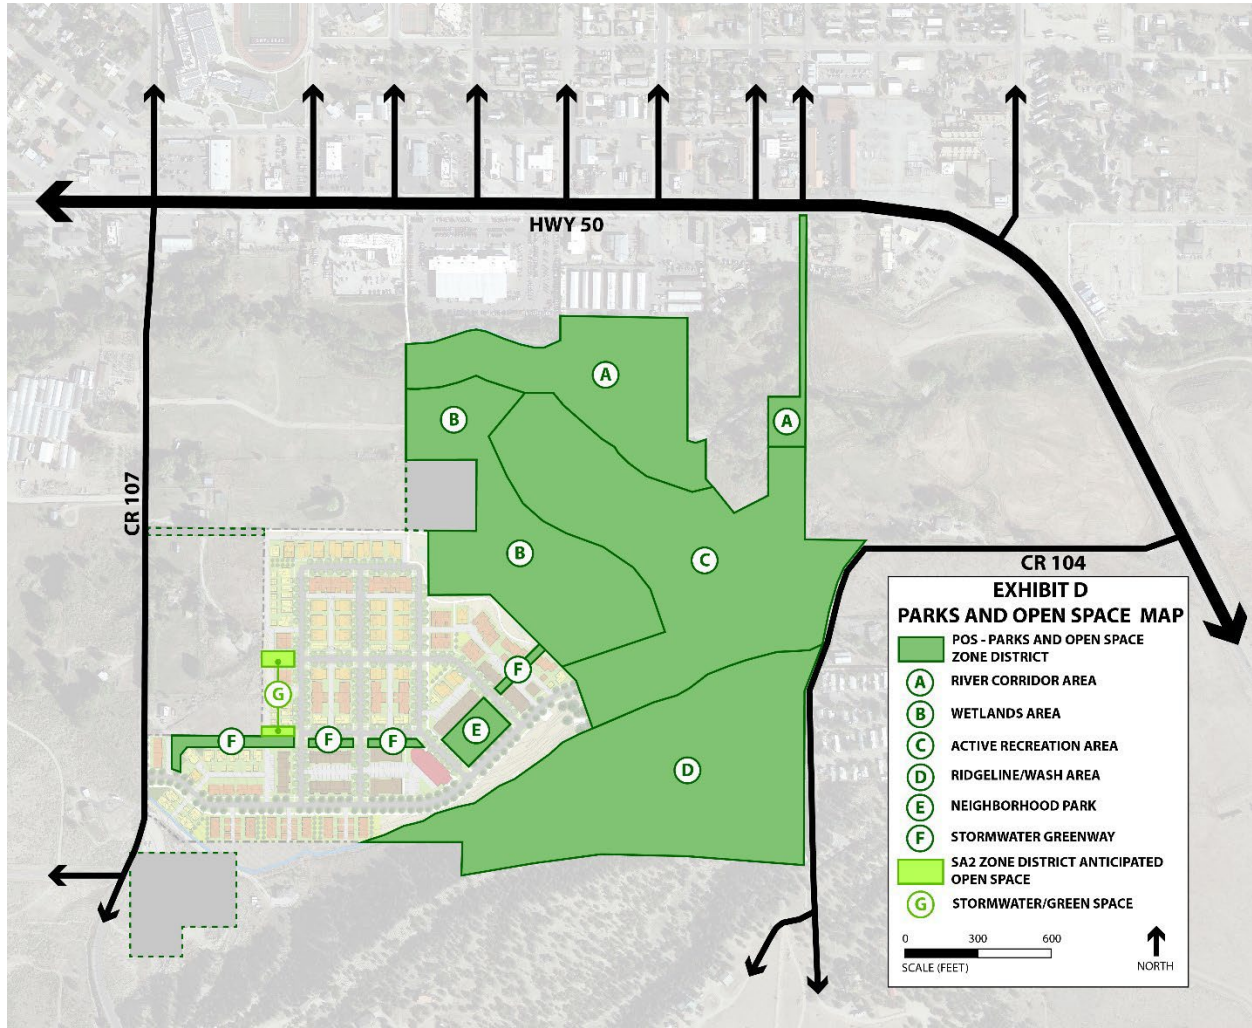 HWY 50
A
B
A
CR 107
B
C
CR 104
F
G
E
F
F
F
D
EXHIBIT D
PARKS AND OPEN SPACE MAP
POS - PARKS AND OPEN SPACE
ZONE DISTRICT
A RIVER CORRIDOR AREA
B WETLANDS AREA
C ACTIVE RECREATION AREA
D RIDGELINE/WASH AREA
E NEIGHBORHOOD PARK
F STORMWATER GREENWAY
SA2 ZONE DISTRICT ANTICIPATED
OPEN SPACE
G STORMWATER/GREEN SPACE
0 300 600
SCALE (FEET)
NORTH